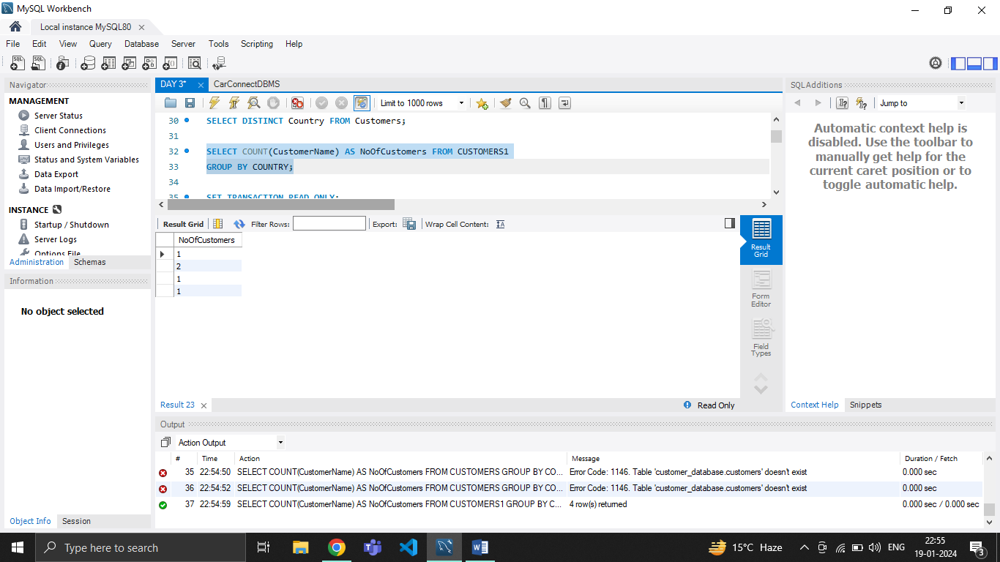 MySQL Workbench
Local instance MySQL80
File Edit View Query Database Server Tools Scripting Help
Navigator
MANAGEMENT
Server Status
Client Connections
Users and Privileges
Status and System Variables
Data Export
Data Import/Restore
INSTANCE
Startup / Shutdown
Server Logs
Options File
Administration Schemas
Information
No object selected
Object Info Session
DAY 3* CarConnectDBMS
Limit to 1000 rows
30 SELECT DISTINCT Country FROM Customers;
31
32 SELECT COUNT(CustomerName) AS NoOfCustomers FROM CUSTOMERS1
33 GROUP BY COUNTRY;
34
35 SET TRANSACTION READ ONLY;
Result Grid Filter Rows: Export: Wrap Cell Content:
NoOfCustomers
1
2
1
1
Result Grid
Form Editor
Field Types
Result 23 Read Only
SQLAdditions
Jump to
Automatic context help is
disabled. Use the toolbar to
manually get help for the
current caret position or to
toggle automatic help.
Context Help Snippets
Output
Action Output
# Time Action Message Duration / Fetch
35 22:54:50 SELECT COUNT(CustomerName) AS NoOfCustomers FROM CUSTOMERS GROUP BY CO... Error Code: 1146. Table 'customer_database.customers' doesn't exist 0.000 sec
36 22:54:52 SELECT COUNT(CustomerName) AS NoOfCustomers FROM CUSTOMERS GROUP BY CO... Error Code: 1146. Table 'customer_database.customers' doesn't exist 0.000 sec
37 22:54:59 SELECT COUNT(CustomerName) AS NoOfCustomers FROM CUSTOMERS1 GROUP BY C... 4 row(s) returned 0.000 sec / 0.000 sec
Type here to search
15°C Haze
ENG
22:55
19-01-2024
3